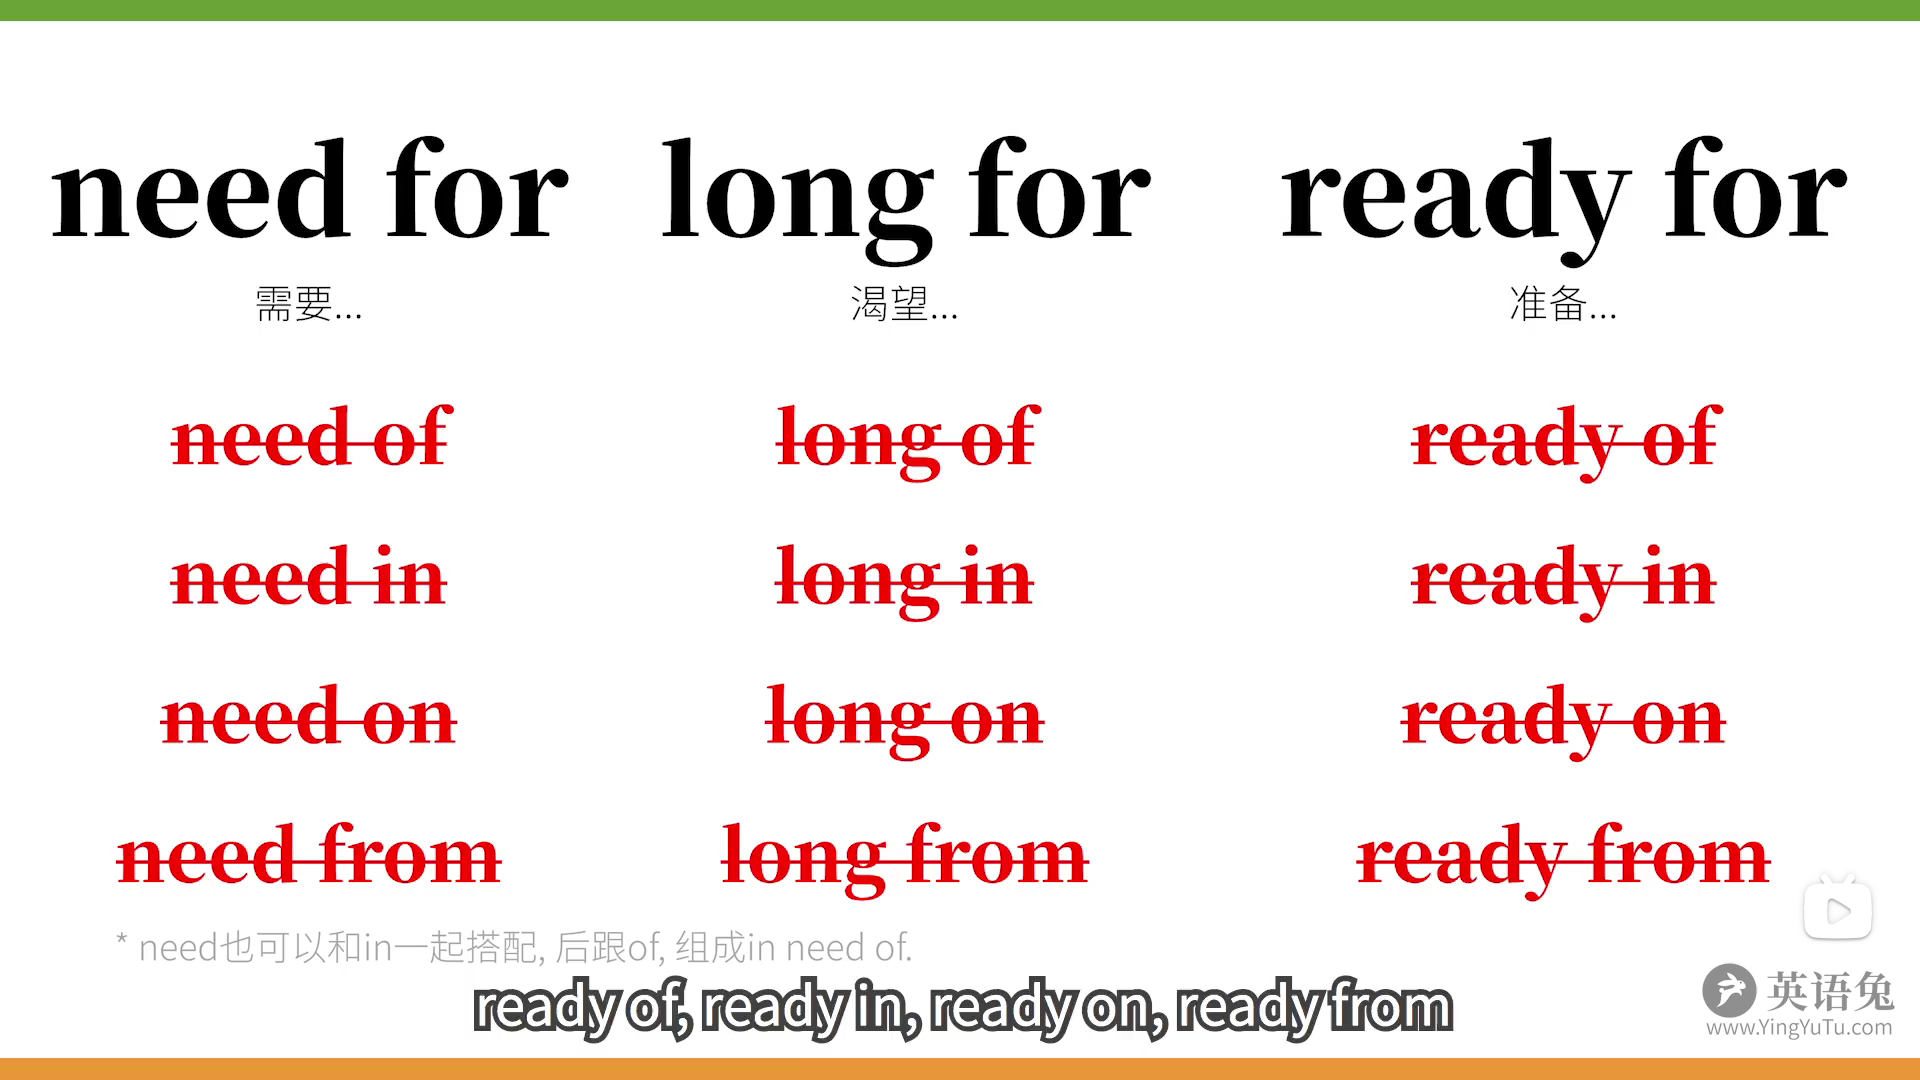 need for long for ready for
需要... 渴望... 准备...
need of long of ready of
need in long in ready in
need on long on ready on
need from long from ready from
* need也可以和in一起搭配, 后跟of, 组成in need of.
ready of, ready in, ready on, ready from
英语兔
www.YingYuTu.com